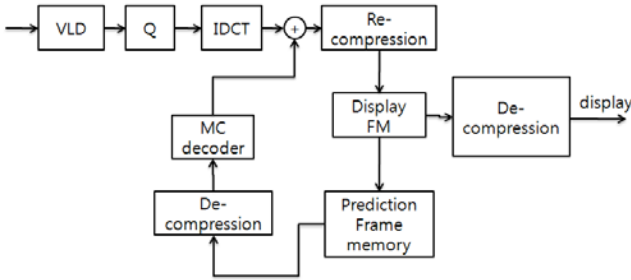 VLD
Q
IDCT
+
Re-
compression
Display
FM
De-
compression
display
MC
decoder
De-
compression
Prediction
Frame
memory